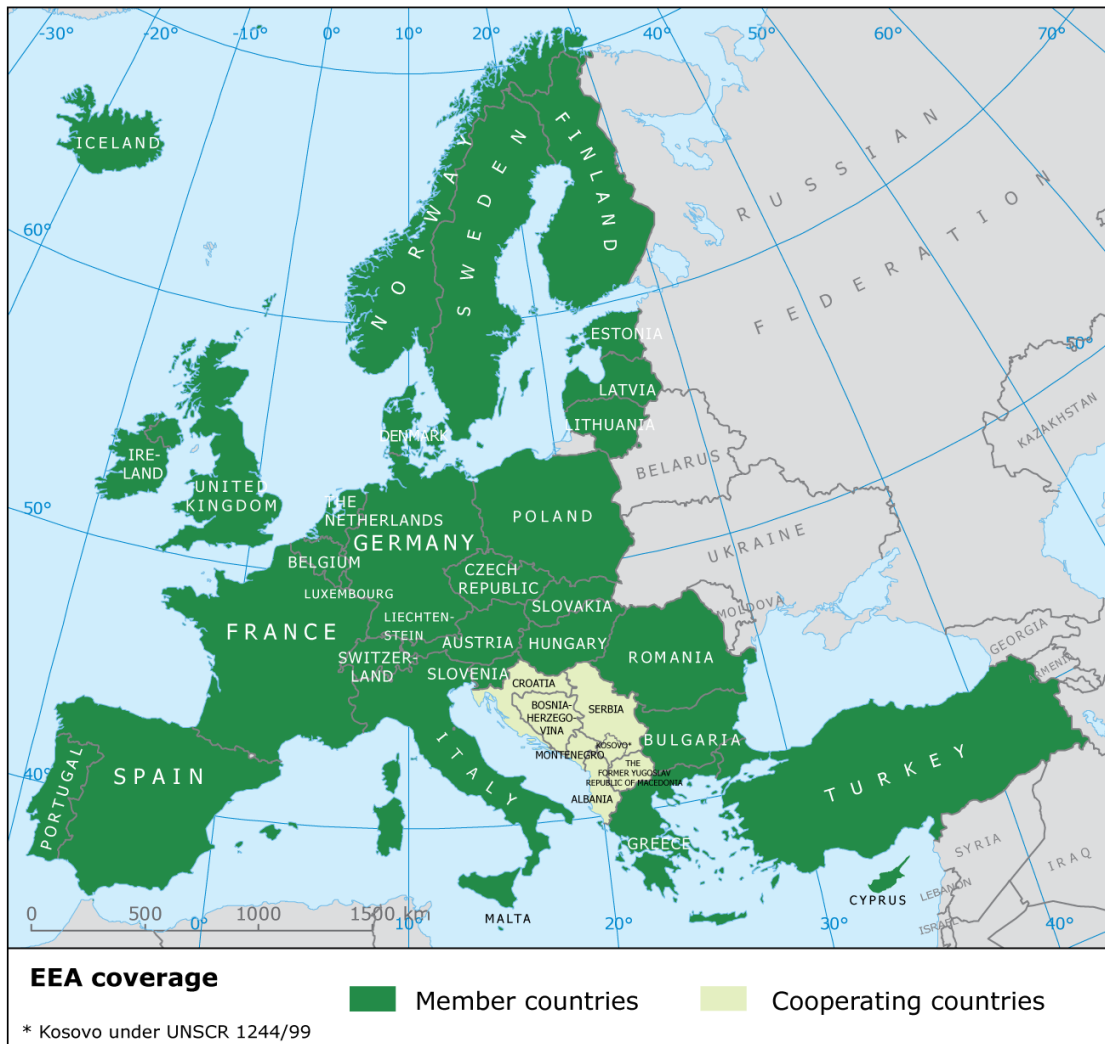 -30°
-20°
-10°
0°
10°
20°
30°
40°
50°
60°
70°
ICELAND
NORWAY
SWEDEN
FINLAND
RUSSIAN
FEDERATION
60°
50°
ESTONIA
LATVIA
LITHUANIA
DENMARK
KAZAKHSTAN
BELARUS
IRE-
LAND
UNITED
KINGDOM
50°
THE
NETHERLANDS
POLAND
GERMANY
UKRAINE
BELGIUM
CZECH
REPUBLIC
LUXEMBOURG
SLOVAKIA
MOLDOVA
LIECHTEN-
STEIN
FRANCE
AUSTRIA
HUNGARY
GEORGIA
SWITZER-
LAND
ROMANIA
ARMENIA
SLOVENIA
CROATIA
BOSNIA-
HERZEGO-
VINA
SERBIA
KOSOVO*
BULGARIA
MONTENEGRO
THE
FORMER YUGOSLAV
REPUBLIC OF MACEDONIA
ITALY
TURKEY
40°
PORTUGAL
SPAIN
ALBANIA
GREECE
SYRIA
IRAQ
LEBANON
CYPRUS
MALTA
ISRAEL
0
500
1000
1500 km
0°
10°
20°
30°
40°
EEA coverage
Member countries
Cooperating countries
* Kosovo under UNSCR 1244/99